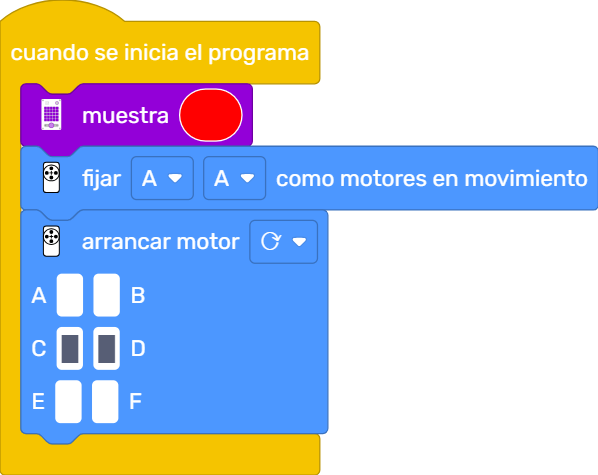 cuando se inicia el programa
muestra
fijar A A como motores en movimiento
arrancar motor
A B
C D
E F